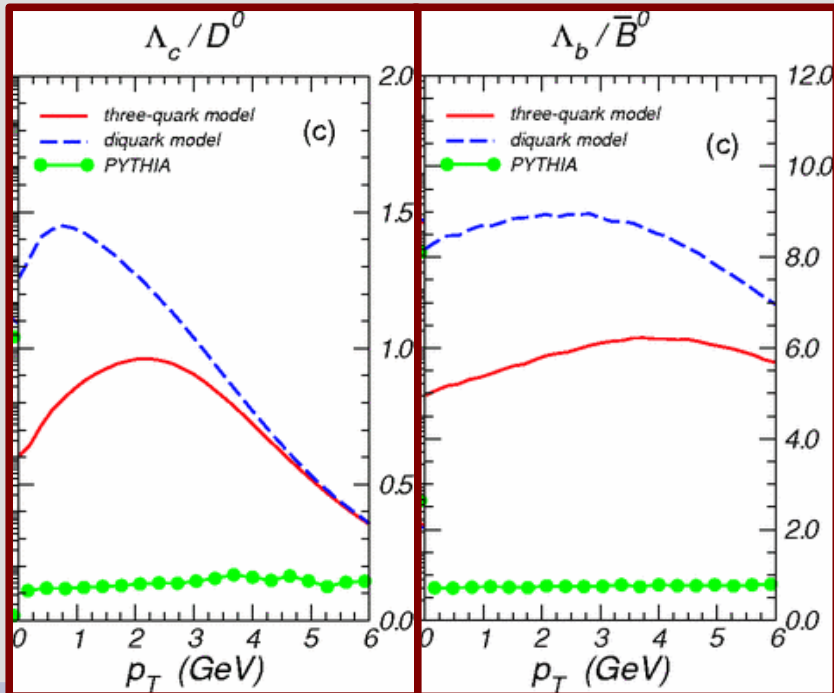 Λc/D⁰
2.0
three-quark model
diquark model
PYTHIA
(c)
1.5
1.0
0.5
0.0
0 1 2 3 4 5 6
pT (GeV)
Λb/B̅⁰
12.0
three-quark model
diquark model
PYTHIA
(c)
10.0
8.0
6.0
4.0
2.0
0.0
0 1 2 3 4 5 6
pT (GeV)